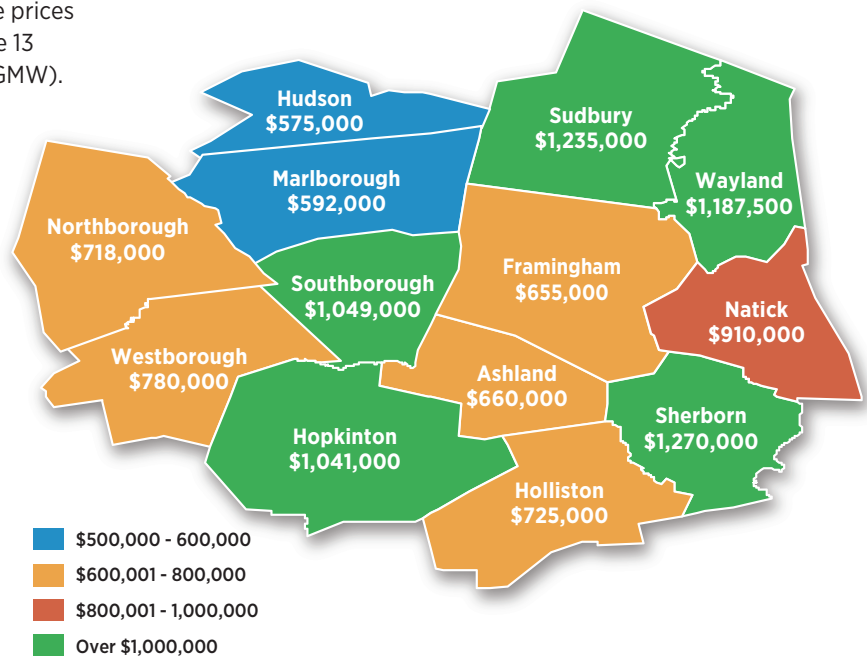 e prices
e 13
GMW).
Hudson
$575,000
Sudbury
$1,235,000
Marlborough
$592,000
Wayland
$1,187,500
Northborough
$718,000
Southborough
$1,049,000
Framingham
$655,000
Natick
$910,000
Westborough
$780,000
Ashland
$660,000
Sherborn
$1,270,000
Hopkinton
$1,041,000
Holliston
$725,000
$500,000 - 600,000
$600,001 - 800,000
$800,001 - 1,000,000
Over $1,000,000